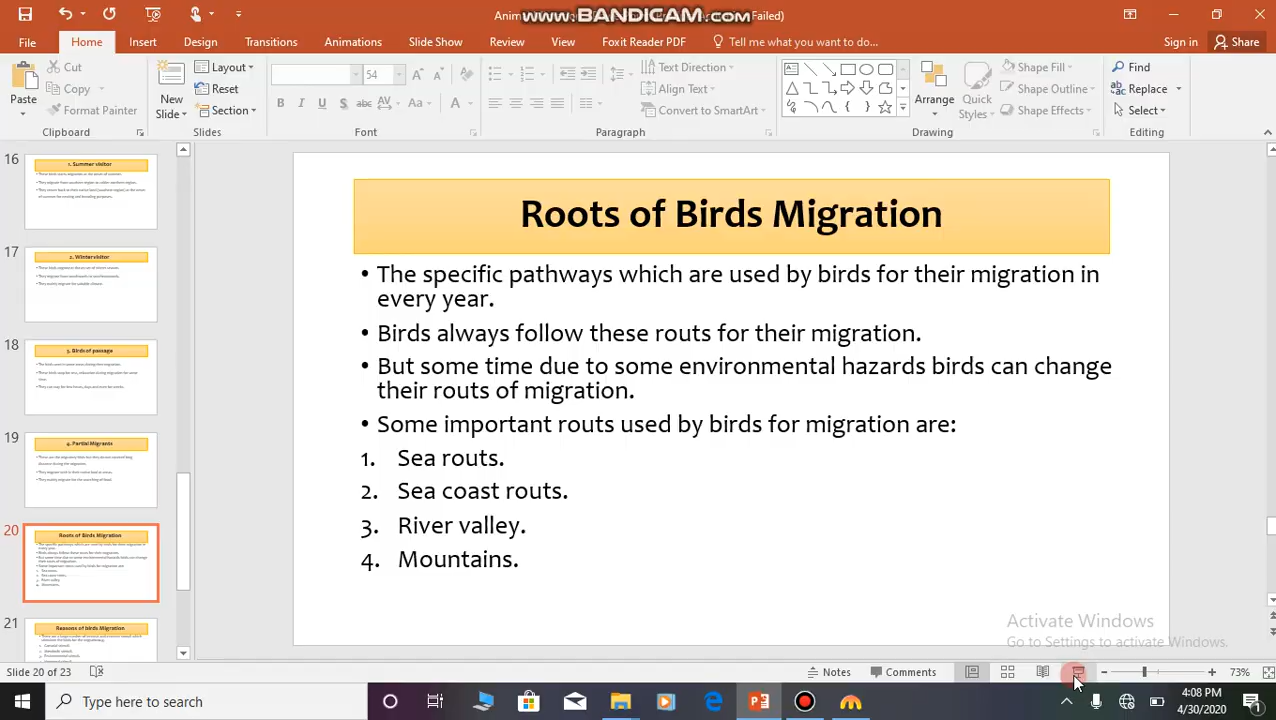 Anim
www.BANDICAM.com
Failed)
File
Home
Insert
Design
Transitions
Animations
Slide Show
Review
View
Foxit Reader PDF
Tell me what you want to do...
Sign in
Share
Paste
Cut
Copy
Format Painter
Clipboard
New
Slide
Layout
Reset
Section
Slides
54
B I U S abc AV Aa A
Font
Text Direction
Align Text
Convert to SmartArt
Paragraph
Arrange
Quick
Styles
Shape Fill
Shape Outline
Shape Effects
Drawing
Find
Replace
Select
Editing
16
1. Summer visitor
17
2. Winter visitor
18
3. Birds of passage
19
4. Partial Migrants
20
Roots of Birds Migration
21
Reasons of birds Migration
Roots of Birds Migration
• The specific pathways which are used by birds for their migration in
every year.
• Birds always follow these routs for their migration.
• But some time due to some environmental hazards birds can change
their routs of migration.
• Some important routs used by birds for migration are:
1. Sea routs.
2. Sea coast routs.
3. River valley.
4. Mountains.
Activate Windows
Go to Settings to activate Windows.
Slide 20 of 23
Notes
Comments
73%
Type here to search
4:08 PM
4/30/2020